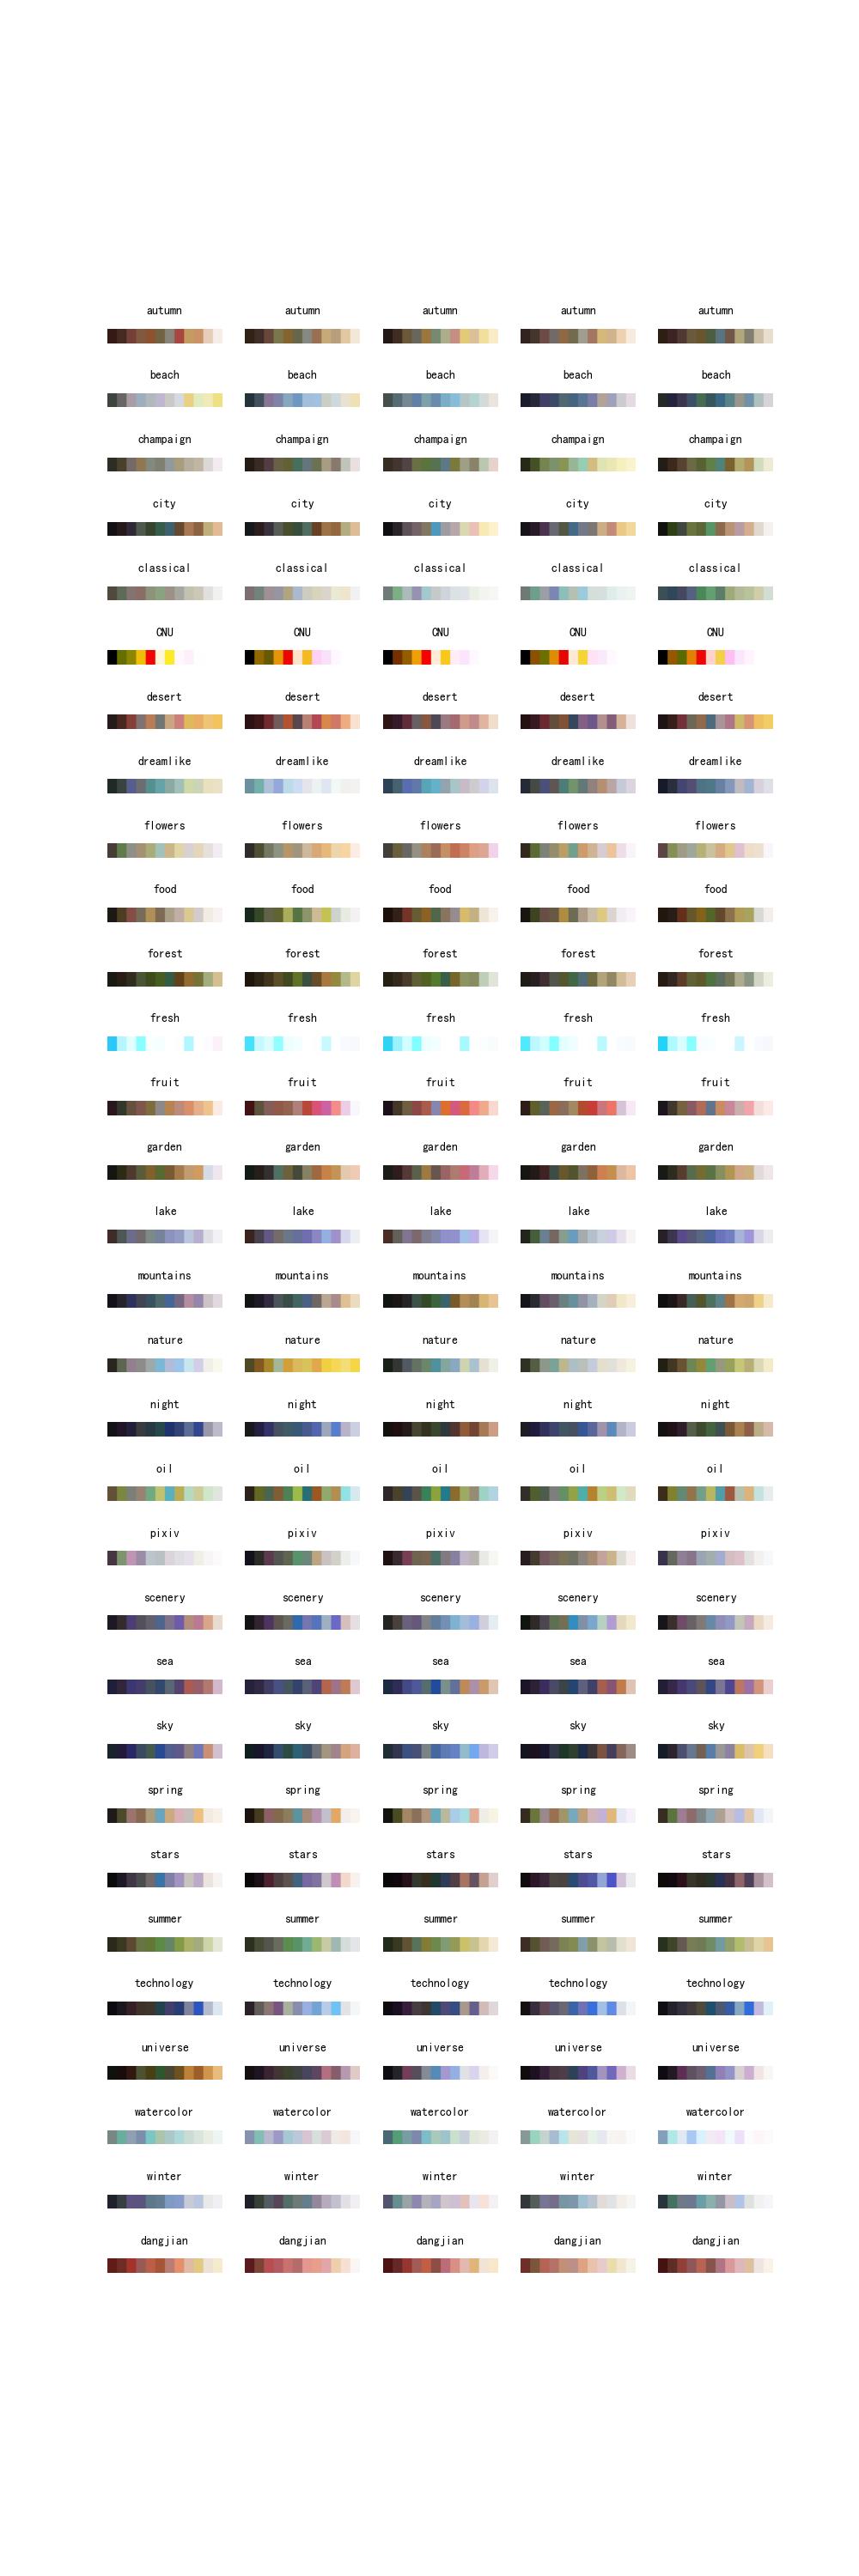 autumn autumn autumn autumn autumn
beach beach beach beach beach
champaign champaign champaign champaign champaign
city city city city city
classical classical classical classical classical
CNU CNU CNU CNU CNU
desert desert desert desert desert
dreamlike dreamlike dreamlike dreamlike dreamlike
flowers flowers flowers flowers flowers
food food food food food
forest forest forest forest forest
fresh fresh fresh fresh fresh
fruit fruit fruit fruit fruit
garden garden garden garden garden
lake lake lake lake lake
mountains mountains mountains mountains mountains
nature nature nature nature nature
night night night night night
oil oil oil oil oil
pixiv pixiv pixiv pixiv pixiv
scenery scenery scenery scenery scenery
sea sea sea sea sea
sky sky sky sky sky
spring spring spring spring spring
stars stars stars stars stars
summer summer summer summer summer
technology technology technology technology technology
universe universe universe universe universe
watercolor watercolor watercolor watercolor watercolor
winter winter winter winter winter
dangjian dangjian dangjian dangjian dangjian